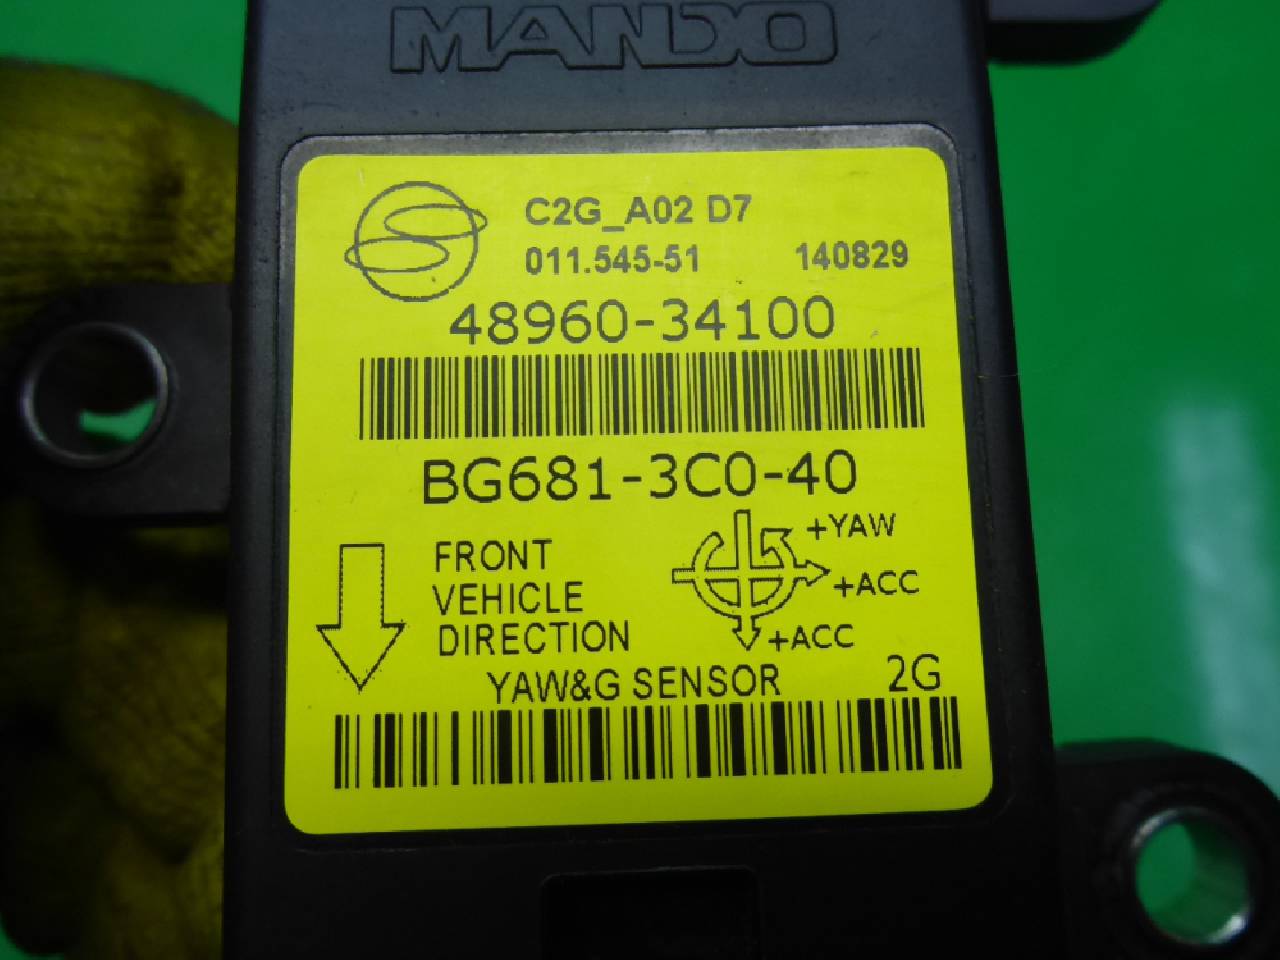 MANDO
C2G_A02 D7
011.545-51 140829
48960-34100
BG681-3C0-40
FRONT
VEHICLE
DIRECTION
+YAW
+ACC
+ACC
YAW&G SENSOR 2G